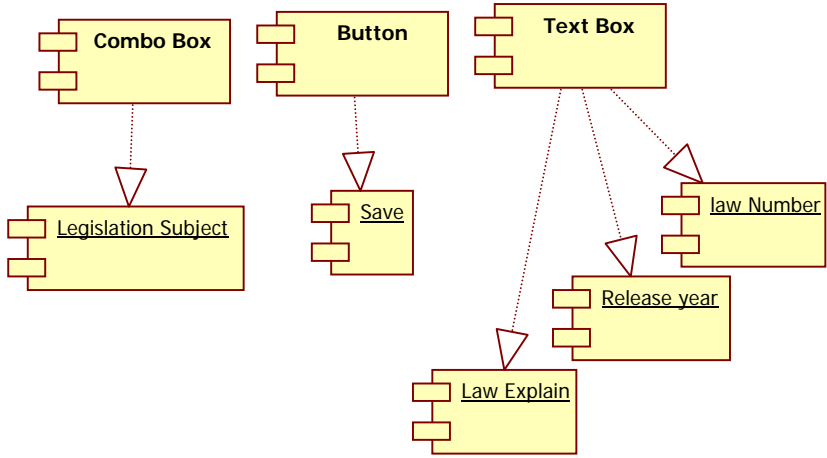 Combo Box
Button
Text Box
Legislation Subject
Save
law Number
Release year
Law Explain